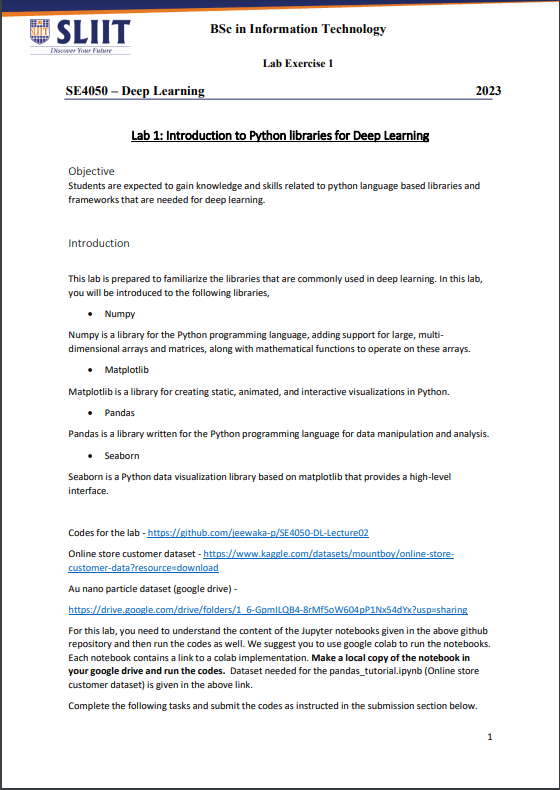 SLIIT
Discover Your Future
BSc in Information Technology
Lab Exercise 1
SE4050 – Deep Learning 2023
Lab 1: Introduction to Python libraries for Deep Learning
Objective
Students are expected to gain knowledge and skills related to python language based libraries and
frameworks that are needed for deep learning.
Introduction
This lab is prepared to familiarize the libraries that are commonly used in deep learning. In this lab,
you will be introduced to the following libraries,
• Numpy
Numpy is a library for the Python programming language, adding support for large, multi-
dimensional arrays and matrices, along with mathematical functions to operate on these arrays.
• Matplotlib
Matplotlib is a library for creating static, animated, and interactive visualizations in Python.
• Pandas
Pandas is a library written for the Python programming language for data manipulation and analysis.
• Seaborn
Seaborn is a Python data visualization library based on matplotlib that provides a high-level
interface.
Codes for the lab - https://github.com/jeewaka-p/SE4050-DL-Lecture02
Online store customer dataset - https://www.kaggle.com/datasets/mountboy/online-store-
customer-data?resource=download
Au nano particle dataset (google drive) -
https://drive.google.com/drive/folders/1_6-GpmILQB4-8rMf5oW604pP1Nx54dYx?usp=sharing
For this lab, you need to understand the content of the Jupyter notebooks given in the above github
repository and then run the codes as well. We suggest you to use google colab to run the notebooks.
Each notebook contains a link to a colab implementation. Make a local copy of the notebook in
your google drive and run the codes. Dataset needed for the pandas_tutorial.ipynb (Online store
customer dataset) is given in the above link.
Complete the following tasks and submit the codes as instructed in the submission section below.
1